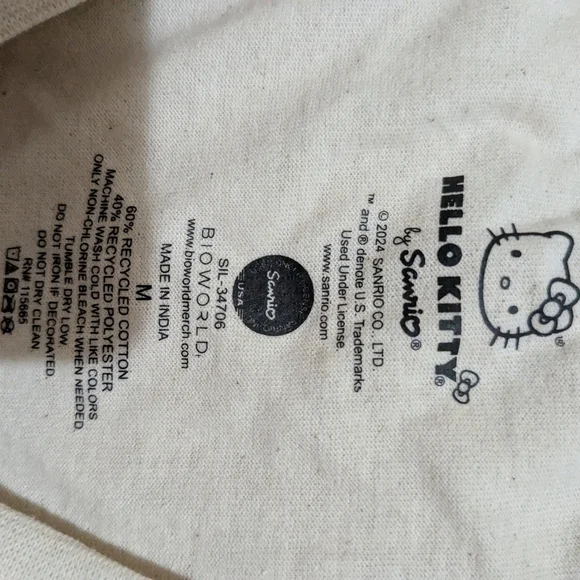 HELLO KITTY®
by Sanrio®
© 2024 SANRIO CO., LTD.
™ and ® denote U.S. Trademarks
Used Under License.
www.sanrio.com
Sanrio
USA
SIL-34706
BIOWORLD®
www.bioworldmerch.com
MADE IN INDIA
M
60% RECYCLED COTTON
40% RECYCLED POLYESTER
MACHINE WASH COLD WITH LIKE COLORS
ONLY NON-CHLORINE BLEACH WHEN NEEDED
TUMBLE DRY LOW
DO NOT IRON IF DECORATED
DO NOT DRY CLEAN
RN# 115665